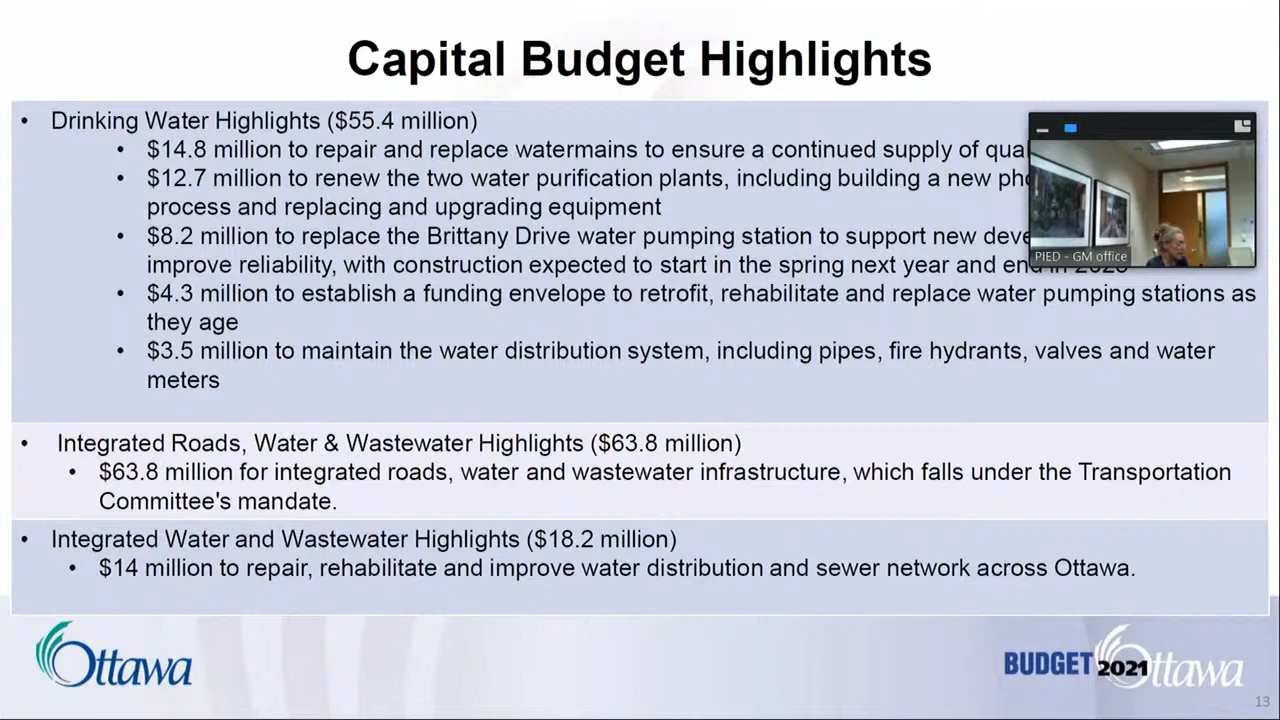 Capital Budget Highlights
• Drinking Water Highlights ($55.4 million)
• $14.8 million to repair and replace watermains to ensure a continued supply of
• $12.7 million to renew the two water purification plants, including building a new
process and replacing and upgrading equipment
• $8.2 million to replace the Brittany Drive water pumping station to support new
improve reliability, with construction expected to start in the spring next year and end in
• $4.3 million to establish a funding envelope to retrofit, rehabilitate and replace water pumping stations as
they age
• $3.5 million to maintain the water distribution system, including pipes, fire hydrants, valves and water
meters
PIED - GM office
• Integrated Roads, Water & Wastewater Highlights ($63.8 million)
• $63.8 million for integrated roads, water and wastewater infrastructure, which falls under the Transportation
Committee's mandate.
• Integrated Water and Wastewater Highlights ($18.2 million)
• $14 million to repair, rehabilitate and improve water distribution and sewer network across Ottawa.
Ottawa
BUDGET 2021 Ottawa
13